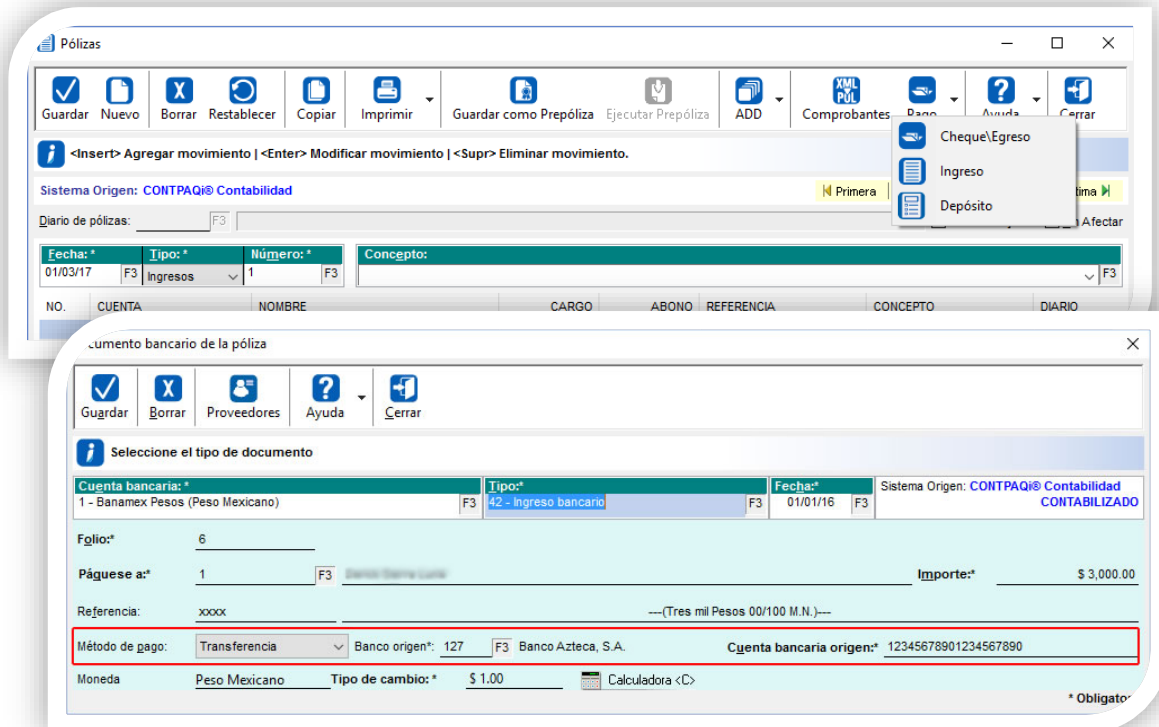 Pólizas
Guardar Nuevo Borrar Restablecer Copiar Imprimir Guardar como Prepóliza Ejecutar Prepóliza ADD Comprobantes Pago Ayuda Cerrar
Cheque\Egreso
Ingreso
Depósito
<Insert> Agregar movimiento | <Enter> Modificar movimiento | <Supr> Eliminar movimiento.
Sistema Origen: CONTPAQi® Contabilidad Primera tima
Diario de pólizas: F3 Afectar
Fecha:* Tipo:* Número:* Concepto:
01/03/17 F3 Ingresos 1 F3 F3
NO. CUENTA NOMBRE CARGO ABONO REFERENCIA CONCEPTO DIARIO
cumento bancario de la póliza
Guardar Borrar Proveedores Ayuda Cerrar
Seleccione el tipo de documento
Cuenta bancaria: * Tipo:* Fecha:* Sistema Origen: CONTPAQi® Contabilidad
1 - Banamex Pesos (Peso Mexicano) F3 42 - Ingreso bancario F3 01/01/16 F3 CONTABILIZADO
Folio:* 6
Páguese a:* 1 F3 Importe:* $ 3,000.00
Referencia: xxxx ---(Tres mil Pesos 00/100 M.N.)---
Método de pago: Transferencia Banco origen*: 127 F3 Banco Azteca, S.A. Cuenta bancaria origen:* 12345678901234567890
Moneda Peso Mexicano Tipo de cambio: * $ 1.00 Calculadora <C>
* Obligator